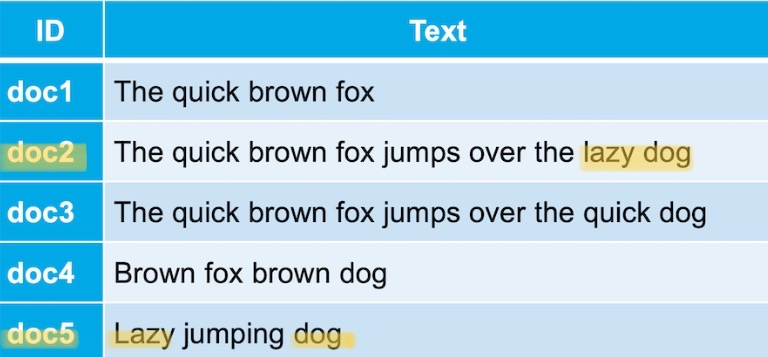 ID Text
doc1 The quick brown fox
doc2 The quick brown fox jumps over the lazy dog
doc3 The quick brown fox jumps over the quick dog
doc4 Brown fox brown dog
doc5 Lazy jumping dog